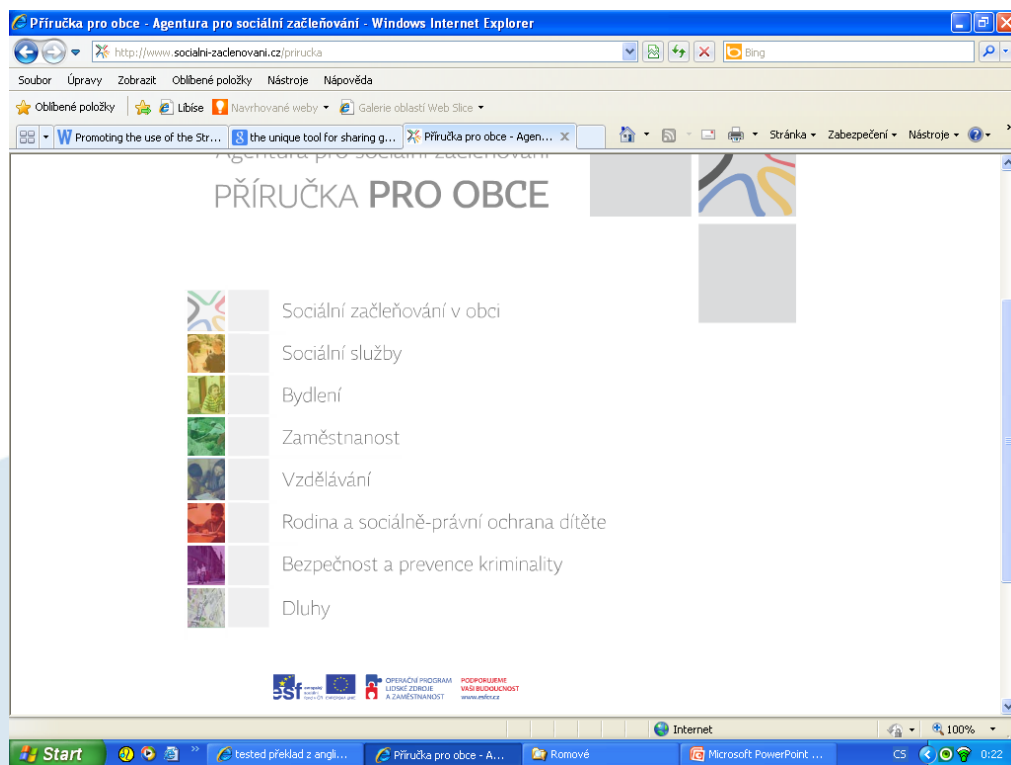 Příručka pro obce - Agentura pro sociální začleňování - Windows Internet Explorer
http://www.socialni-zaclenovani.cz/prirucka
Bing
Soubor Úpravy Zobrazit Oblíbené položky Nástroje Nápověda
Oblíbené položky Libise Navrhované weby Galerie oblastí Web Slice
Promoting the use of the Str... the unique tool for sharing g... Příručka pro obce - Agen... Stránka Zabezpečení Nástroje
Agentura pro sociální začleňování
PŘÍRUČKA PRO OBCE
Sociální začleňování v obci
Sociální služby
Bydlení
Zaměstnanost
Vzdělávání
Rodina a sociálně-právní ochrana dítěte
Bezpečnost a prevence kriminality
Dluhy
esf
OPERAČNÍ PROGRAM
LIDSKÉ ZDROJE
A ZAMĚSTNANOST
PODPORUJEME
VAŠI BUDOUCNOST
www.esfcr.cz
Internet 100%
Start tested překlad z angli... Příručka pro obce - A... Romové Microsoft PowerPoint ... CS 0:22